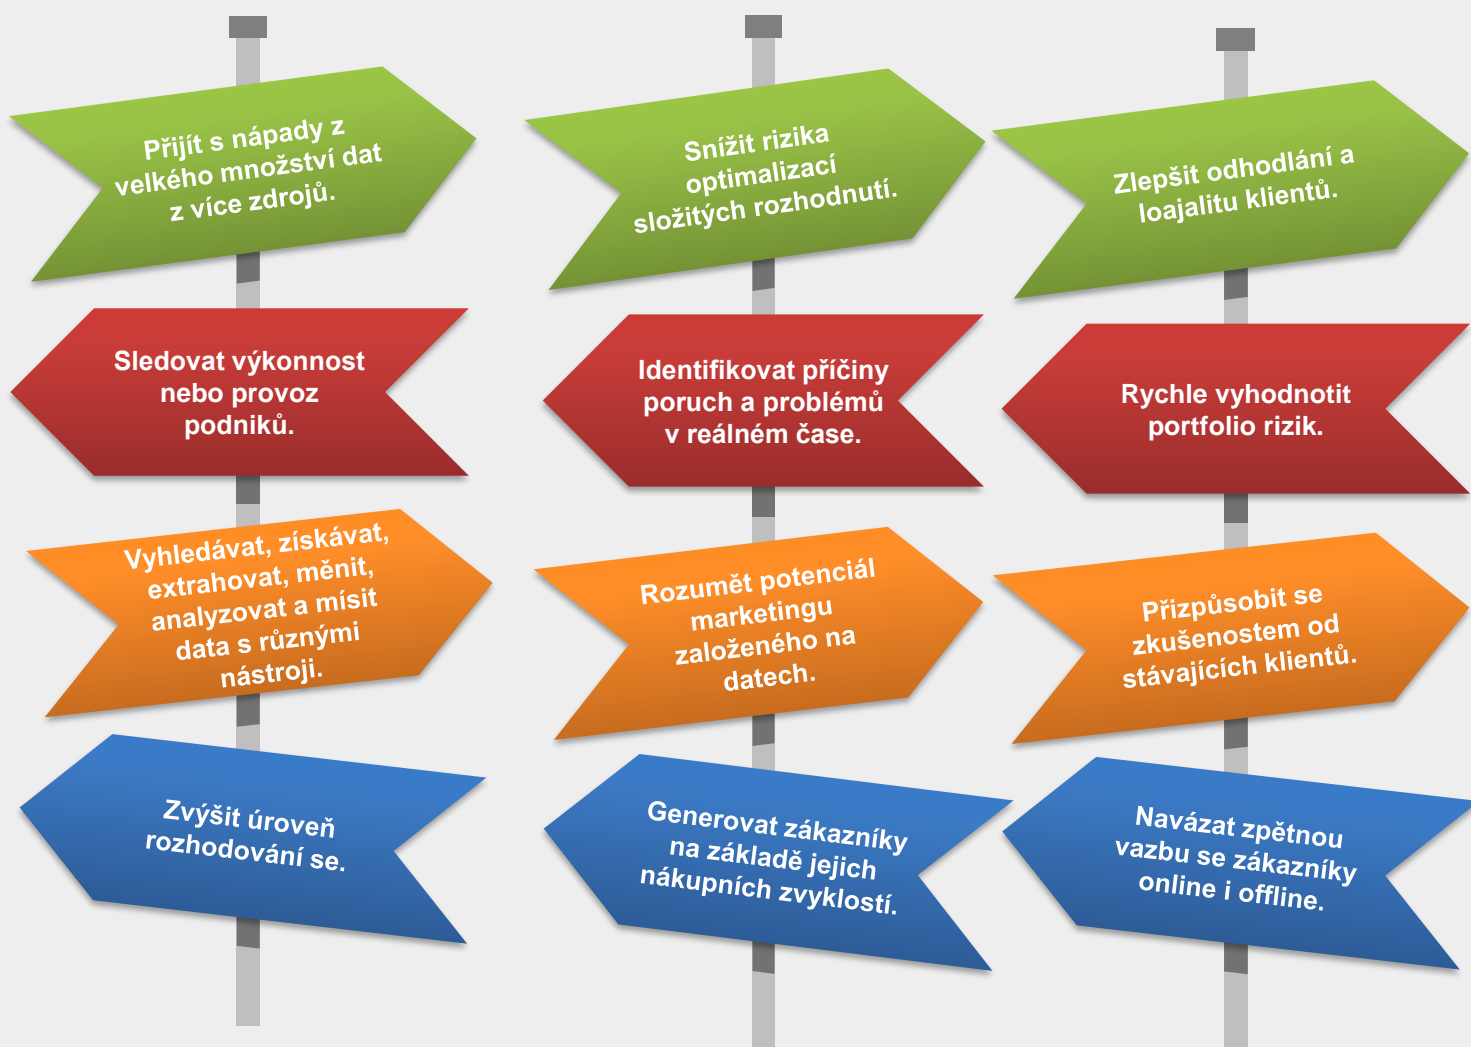 Přijít s nápady z
velkého množství dat
z více zdrojů.
Snížit rizika
optimalizací
složitých rozhodnutí.
Zlepšit odhodlání a
loajalitu klientů.
Sledovat výkonnost
nebo provoz
podniků.
Identifikovat příčiny
poruch a problémů
v reálném čase.
Rychle vyhodnotit
portfolio rizik.
Vyhledávat, získávat,
extrahovat, měnit,
analyzovat a mísit
data s různými
nástroji.
Rozumět potenciál
marketingu
založeného na
datech.
Přizpůsobit se
zkušenostem od
stávajících klientů.
Zvýšit úroveň
rozhodování se.
Generovat zákazníky
na základě jejich
nákupních zvyklostí.
Navázat zpětnou
vazbu se zákazníky
online i offline.